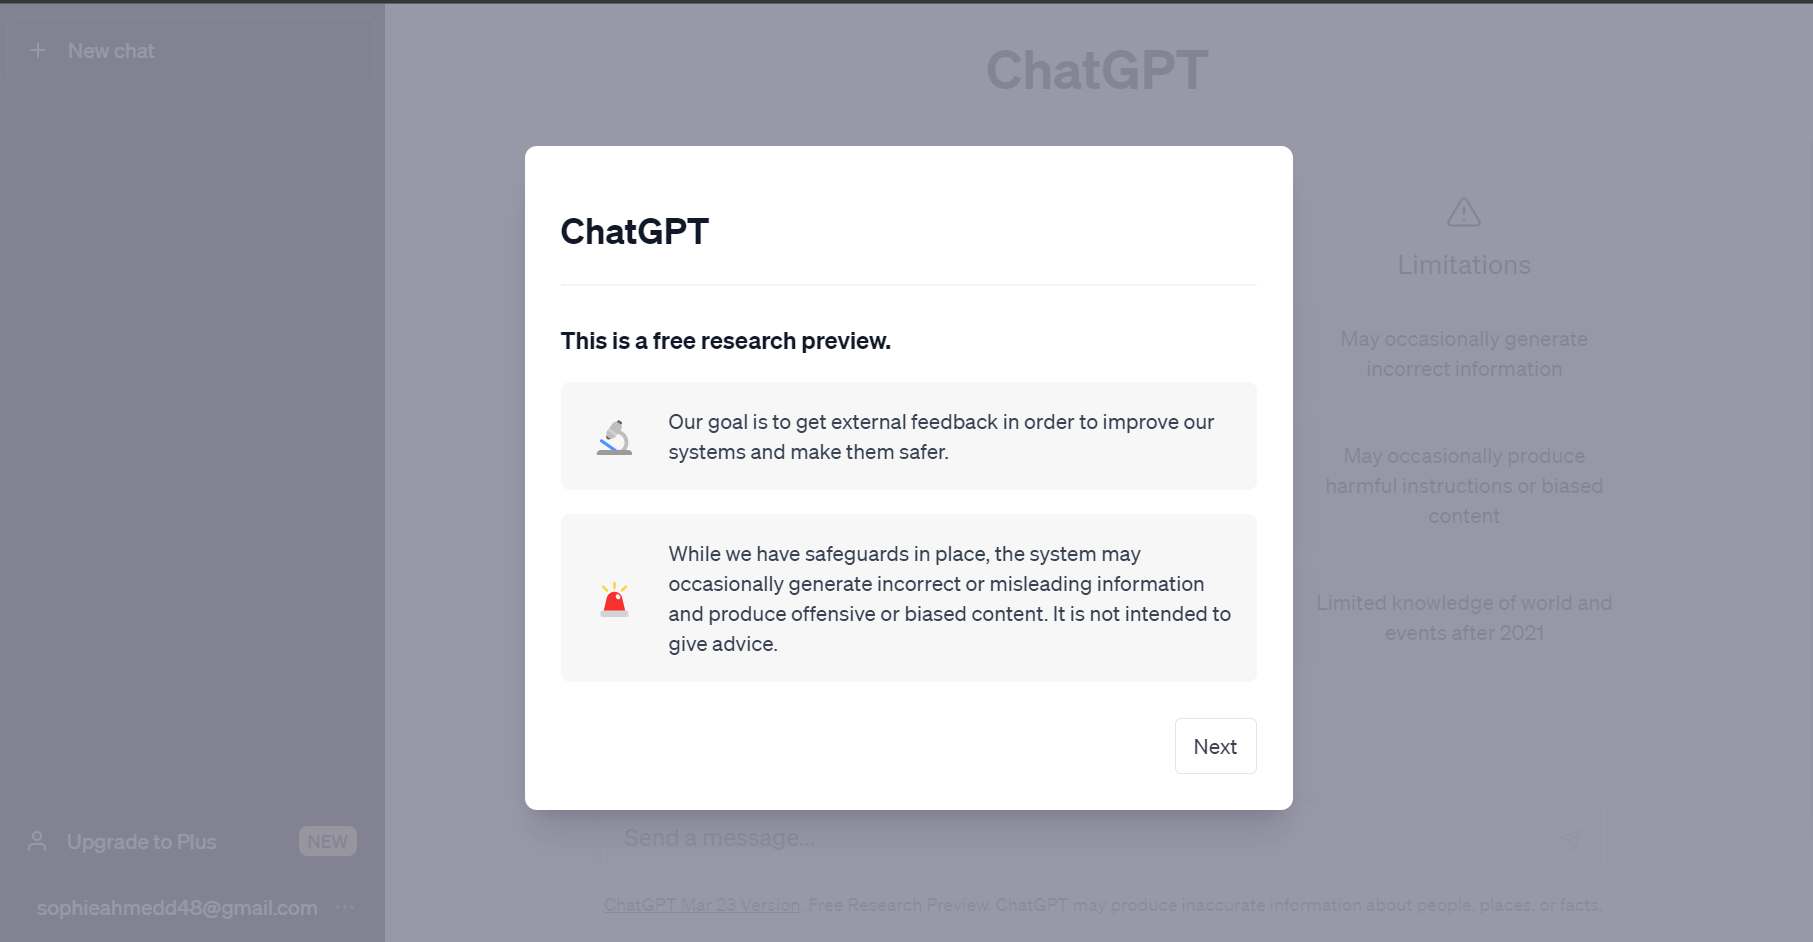 New chat
ChatGPT
Limitations
May occasionally generate
incorrect information
May occasionally produce
harmful instructions or biased
content
Limited knowledge of world and
events after 2021
ChatGPT
This is a free research preview.
Our goal is to get external feedback in order to improve our
systems and make them safer.
While we have safeguards in place, the system may
occasionally generate incorrect or misleading information
and produce offensive or biased content. It is not intended to
give advice.
Next
Upgrade to Plus
NEW
sophieahmedd48@gmail.com
Send a message...
ChatGPT Mar 23 Version. Free Research Preview. ChatGPT may produce inaccurate information about people, places, or facts.